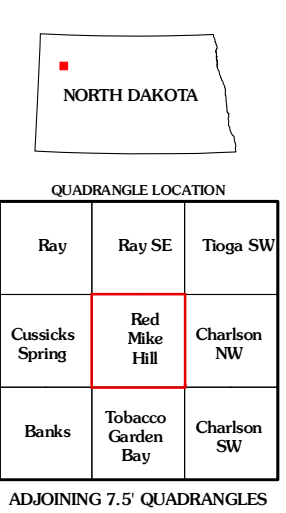 NORTH DAKOTA
QUADRANGLE LOCATION
Ray
Ray SE
Tioga SW
Cussicks
Spring
Red
Mike
Hill
Charlson
NW
Banks
Tobacco
Garden
Bay
Charlson
SW
ADJOINING 7.5' QUADRANGLES